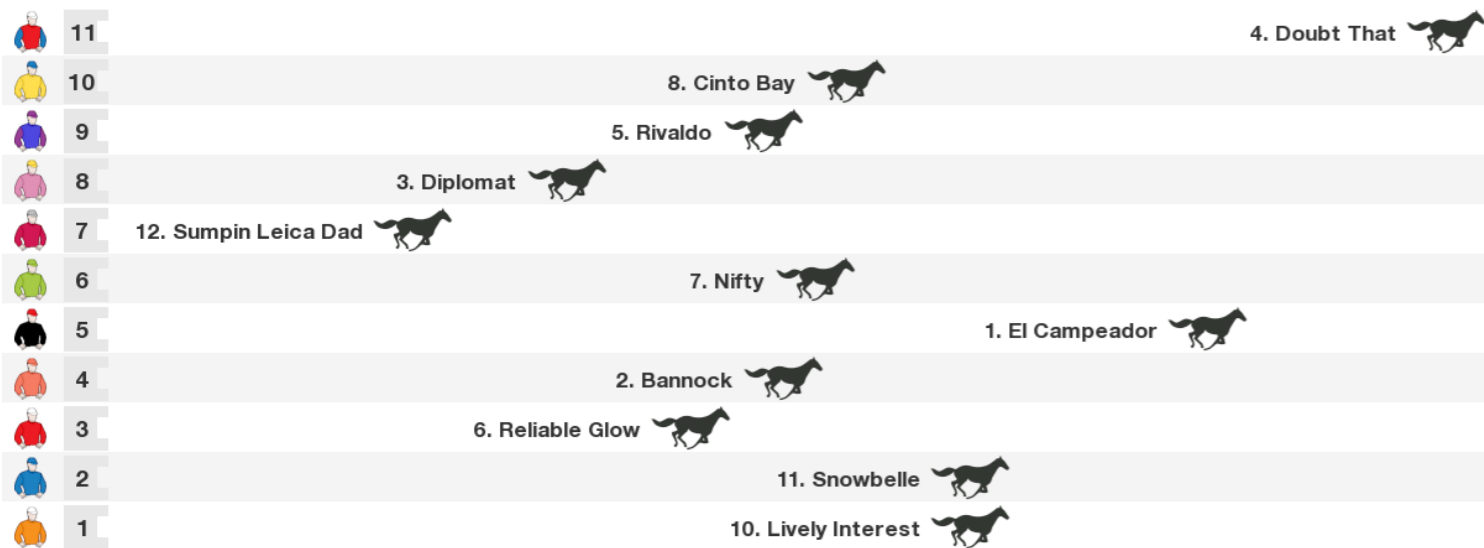 11 4. Doubt That
10 8. Cinto Bay
9 5. Rivaldo
8 3. Diplomat
7 12. Sumpin Leica Dad
6 7. Nifty
5 1. El Campeador
4 2. Bannock
3 6. Reliable Glow
2 11. Snowbelle
1 10. Lively Interest